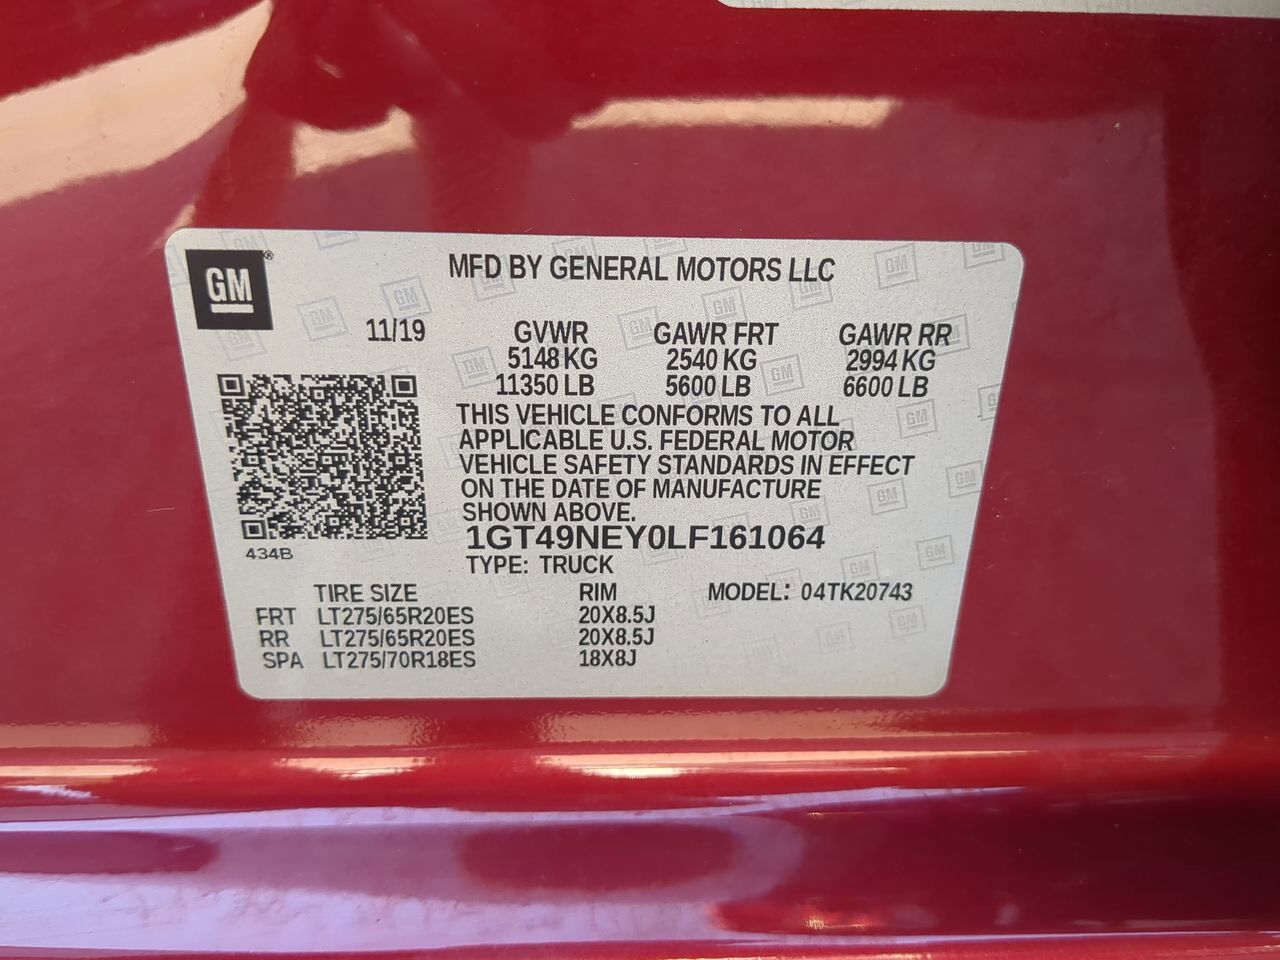 GM®
MFD BY GENERAL MOTORS LLC
11/19
GVWR GAWR FRT GAWR RR
5148 KG 2540 KG 2994 KG
11350 LB 5600 LB 6600 LB
THIS VEHICLE CONFORMS TO ALL
APPLICABLE U.S. FEDERAL MOTOR
VEHICLE SAFETY STANDARDS IN EFFECT
ON THE DATE OF MANUFACTURE
SHOWN ABOVE.
1GT49NEY0LF161064
434B
TYPE: TRUCK
TIRE SIZE RIM MODEL: 04TK20743
FRT LT275/65R20ES 20X8.5J
RR LT275/65R20ES 20X8.5J
SPA LT275/70R18ES 18X8J